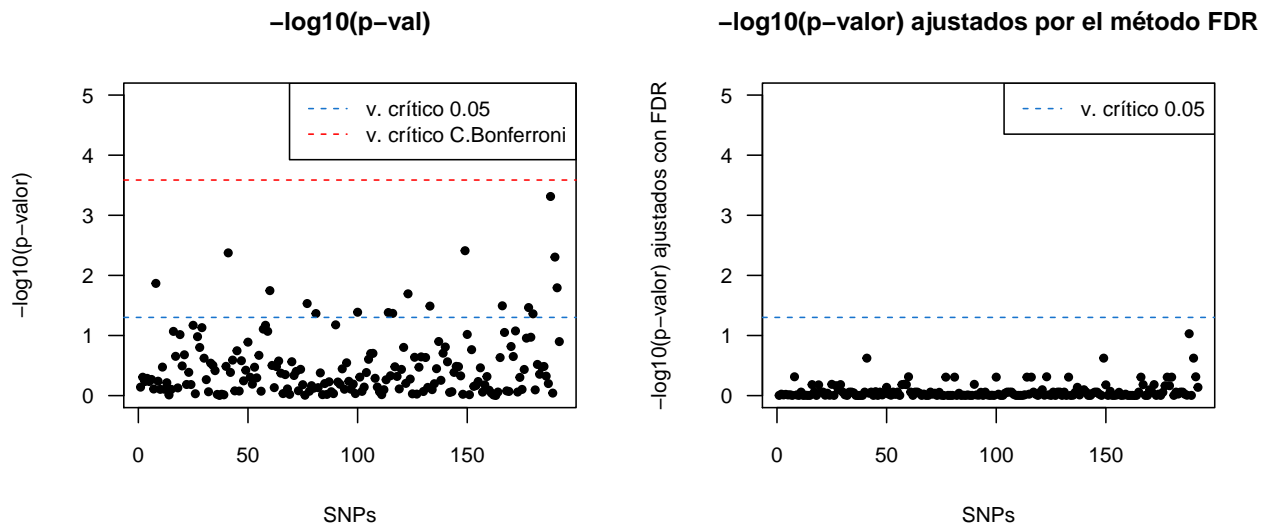 −log10(p−val)
−log10(p−valor)
5
4
3
2
1
0
v. crítico 0.05
v. crítico C.Bonferroni
0
50
100
150
SNPs
−log10(p−valor) ajustados por el método FDR
−log10(p−valor) ajustados con FDR
5
4
3
2
1
0
v. crítico 0.05
0
50
100
150
SNPs